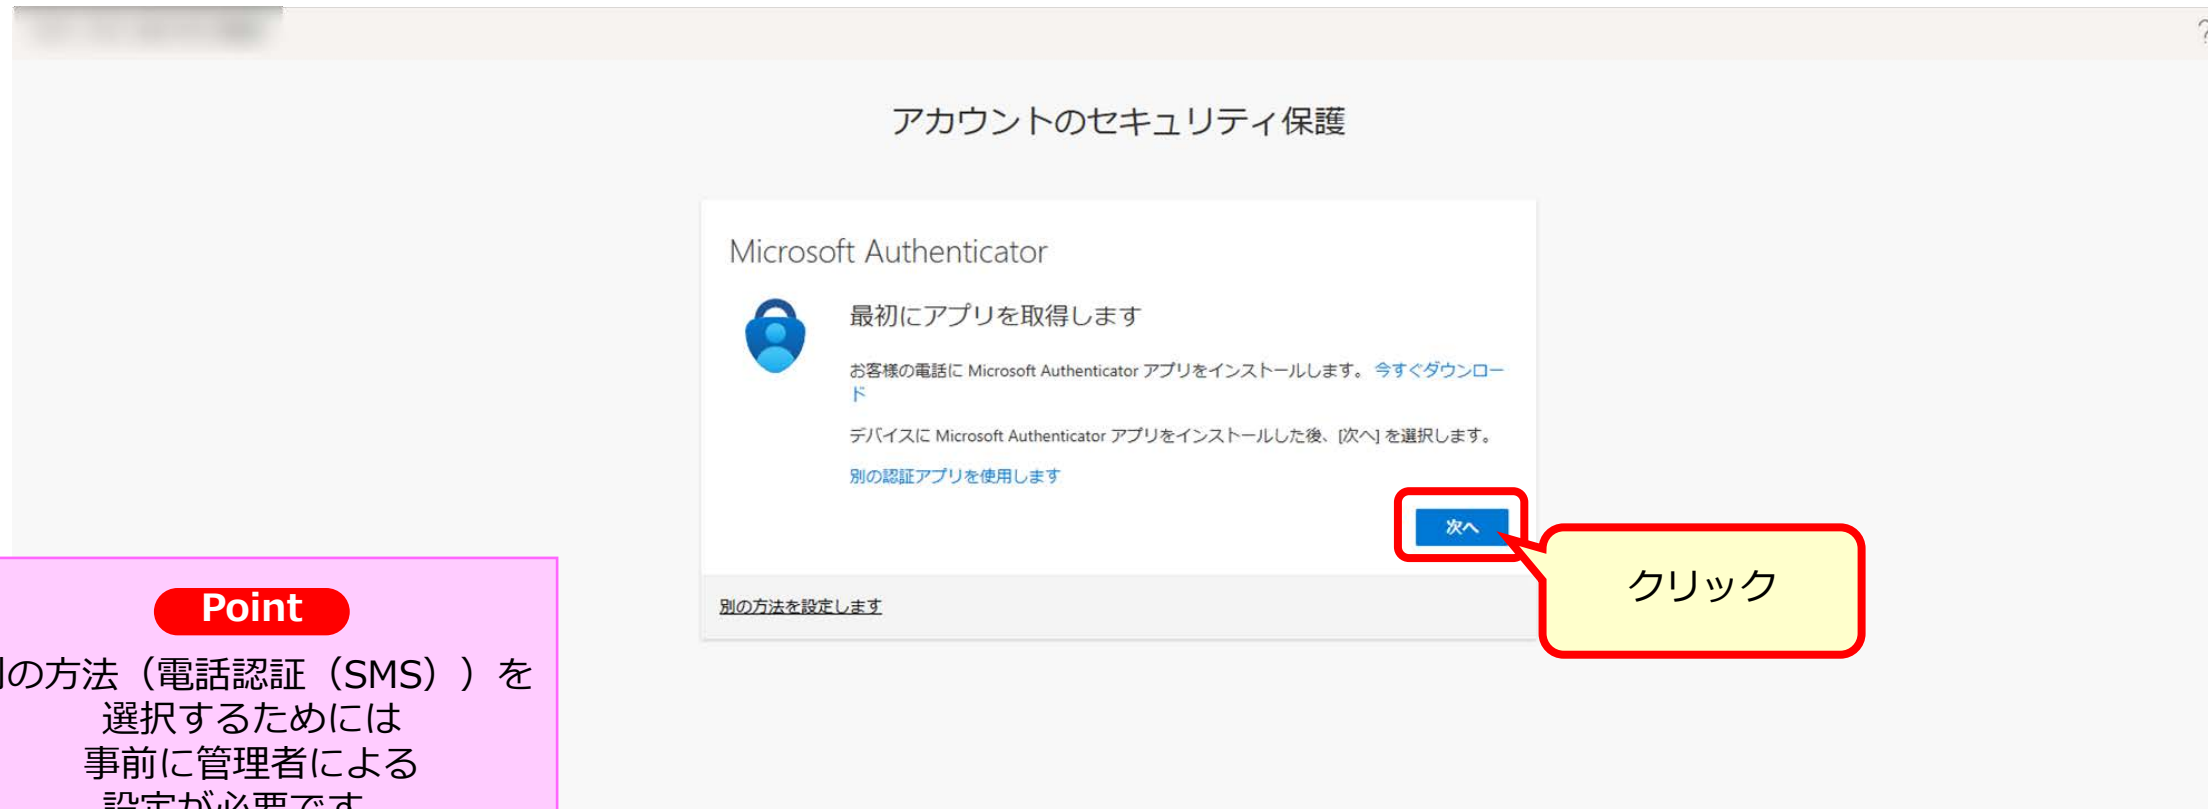 ?
アカウントのセキュリティ保護
Microsoft Authenticator
最初にアプリを取得します
お客様の電話に Microsoft Authenticator アプリをインストールします。 今すぐダウンロー
ド
デバイスに Microsoft Authenticator アプリをインストールした後、[次へ] を選択します。
別の認証アプリを使用します
次へ
クリック
別の方法を設定します
Point
の方法（電話認証（SMS））を
選択するためには
事前に管理者による
設定が必要です